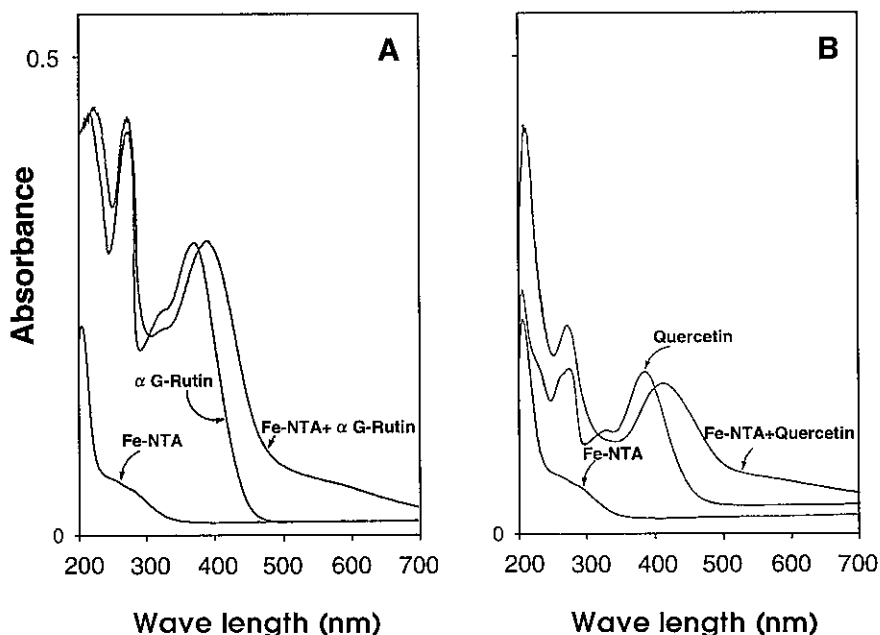 A
B
0.5
Absorbance
Quercetin
α G-Rutin
Fe-NTA
Fe-NTA+ α G-Rutin
Fe-NTA
Fe-NTA+Quercetin
0
0
200 300 400 500 600 700
200 300 400 500 600 700
Wave length (nm)
Wave length (nm)